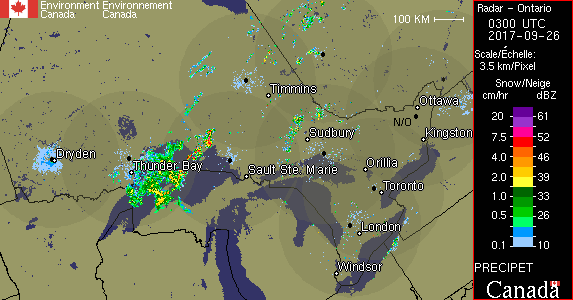 Environment Environnement
Canada Canada
100 KM
Timmins
Ottawa
N/O
Sudbury
Kingston
Dryden
Thunder Bay
Sault Ste. Marie
Orillia
Toronto
London
Windsor
Radar - Ontario
0300 UTC
2017-09-26
Scale/Échelle:
3.5 km/Pixel
Snow/Neige
cm/hr dBZ
20 61
7.5 52
4.0 46
2.0 39
1.0 33
0.5 26
0.1 10
PRECIPET
Canada